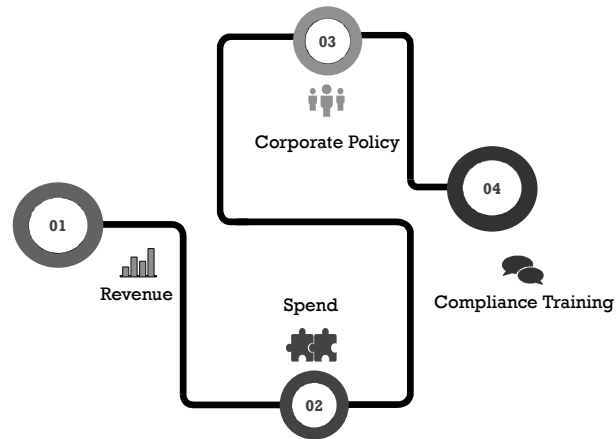 01
Revenue
02
Spend
03
Corporate Policy
04
Compliance Training